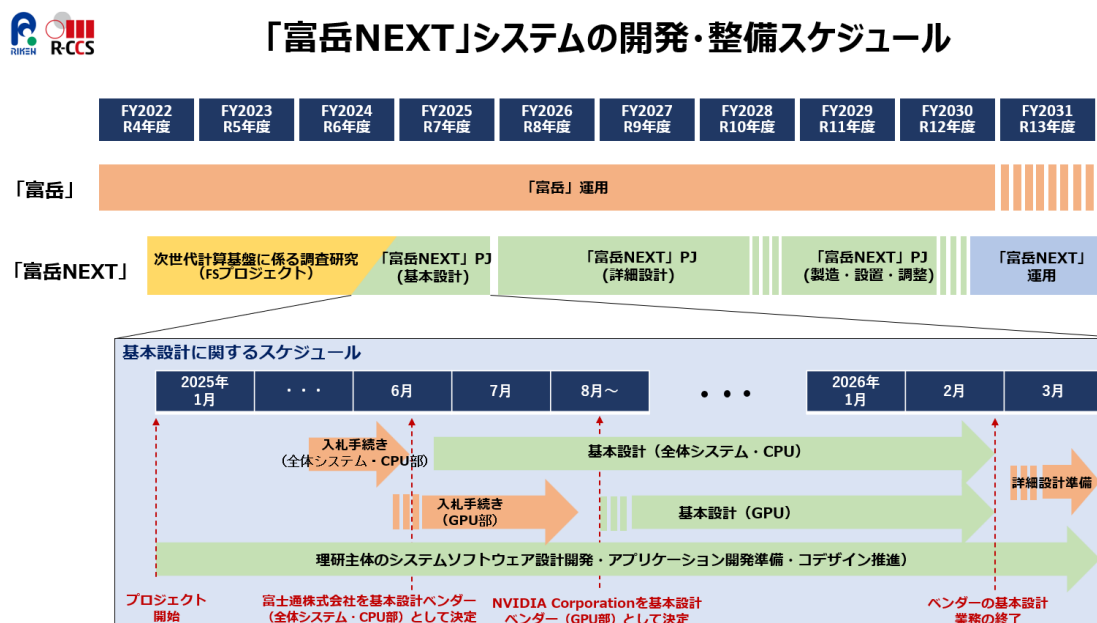 RIKEN
R-CCS
「富岳NEXT」システムの開発・整備スケジュール
FY2022
R4年度
FY2023
R5年度
FY2024
R6年度
FY2025
R7年度
FY2026
R8年度
FY2027
R9年度
FY2028
R10年度
FY2029
R11年度
FY2030
R12年度
FY2031
R13年度
「富岳」
「富岳」運用
「富岳NEXT」
次世代計算基盤に係る調査研究
（FSプロジェクト）
「富岳NEXT」PJ
(基本設計)
「富岳NEXT」PJ
(詳細設計)
「富岳NEXT」PJ
(製造・設置・調整)
「富岳NEXT」
運用
基本設計に関するスケジュール
2025年
1月
・・・
6月
7月
8月～
・・・
2026年
1月
2月
3月
入札手続き
（全体システム・CPU部）
基本設計（全体システム・CPU）
詳細設計準備
入札手続き
（GPU部）
基本設計（GPU）
理研主体のシステムソフトウェア設計開発・アプリケーション開発準備・コデザイン推進）
プロジェクト
開始
富士通株式会社を基本設計ベンダー
（全体システム・CPU部）として決定
NVIDIA Corporationを基本設計
ベンダー（GPU部）として決定
ベンダーの基本設計
業務の終了